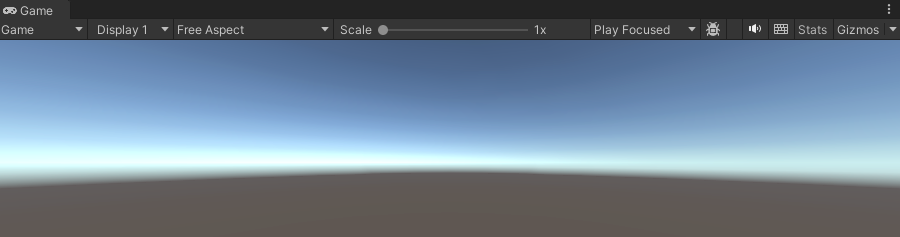 Game
Game Display 1 Free Aspect Scale 1x Play Focused Stats Gizmos